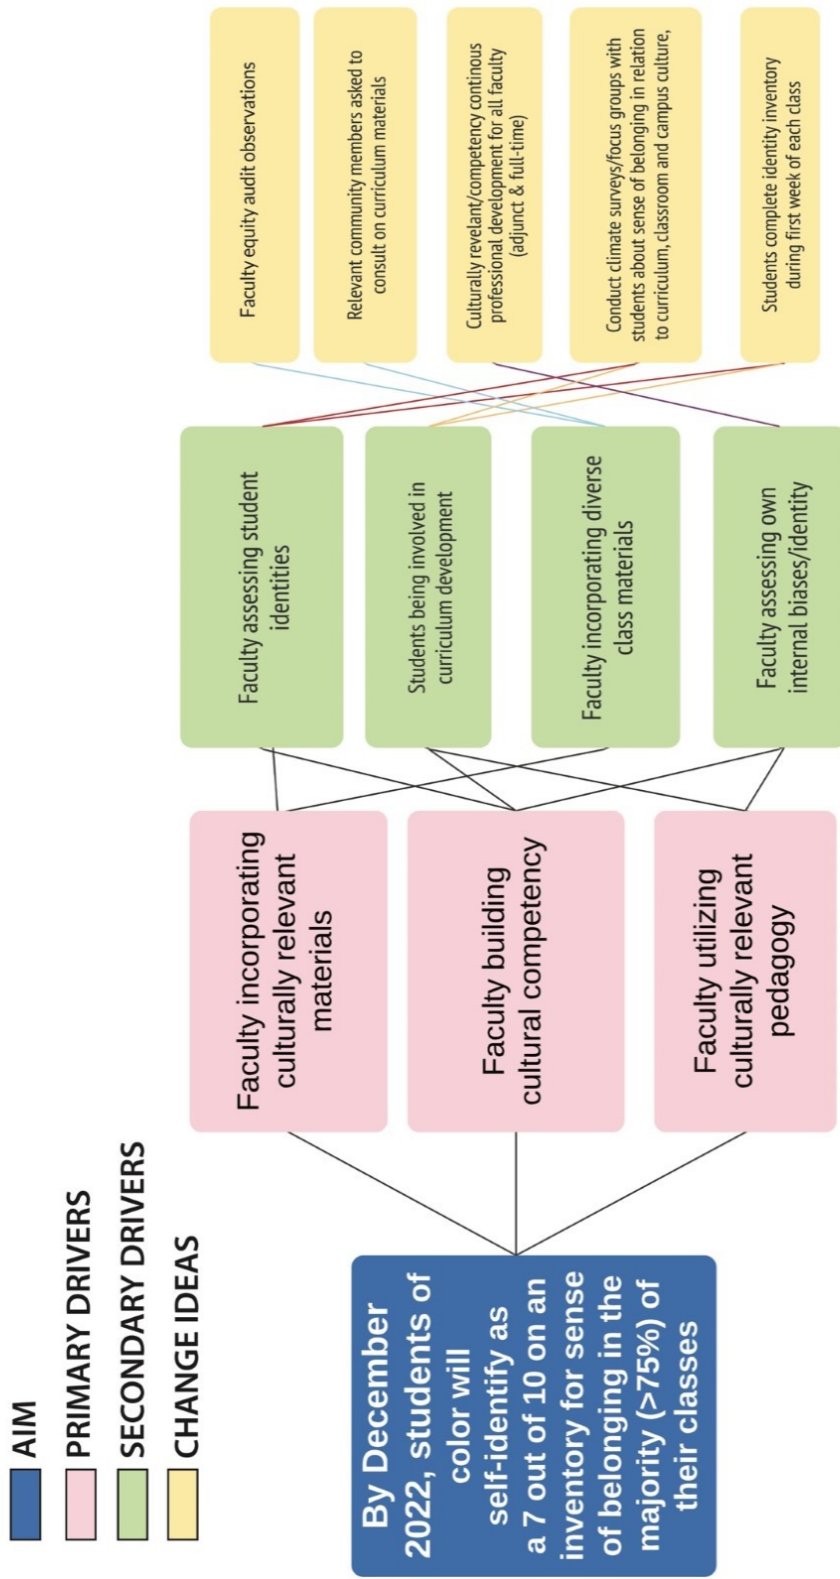 AIM
PRIMARY DRIVERS
SECONDARY DRIVERS
CHANGE IDEAS
By December
2022, students of
color will
self-identify as
a 7 out of 10 on an
inventory for sense
of belonging in the
majority (>75%) of
their classes
Faculty incorporating
culturally relevant
materials
Faculty building
cultural competency
Faculty utilizing
culturally relevant
pedagogy
Faculty assessing student
identities
Students being involved in
curriculum development
Faculty incorporating diverse
class materials
Faculty assessing own
internal biases/identity
Faculty equity audit observations
Relevant community members asked to
consult on curriculum materials
Culturally revelant/competency continous
professional development for all faculty
(adjunct & full-time)
Conduct climate surveys/focus groups with
students about sense of belonging in relation
to curriculum, classroom and campus culture,
Students complete identity inventory
during first week of each class